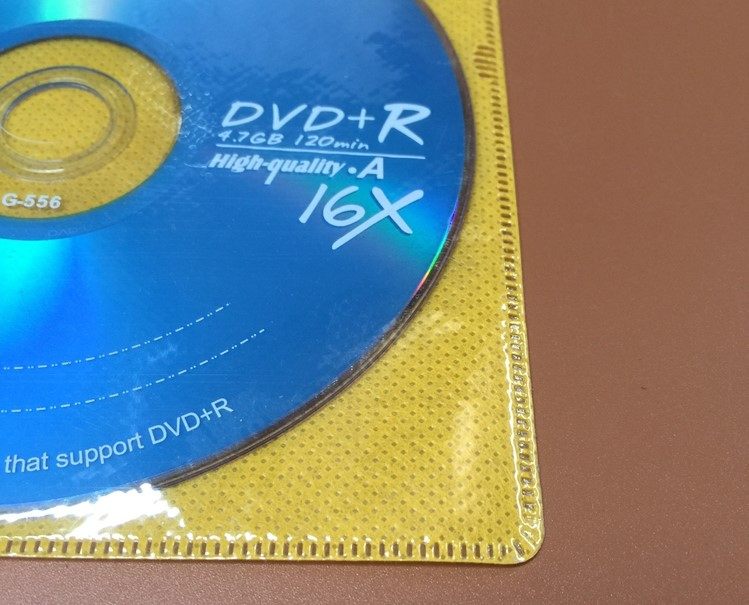 DVD+R
4.7GB 120min
High-quality·A
16X
G-556
that support DVD+R